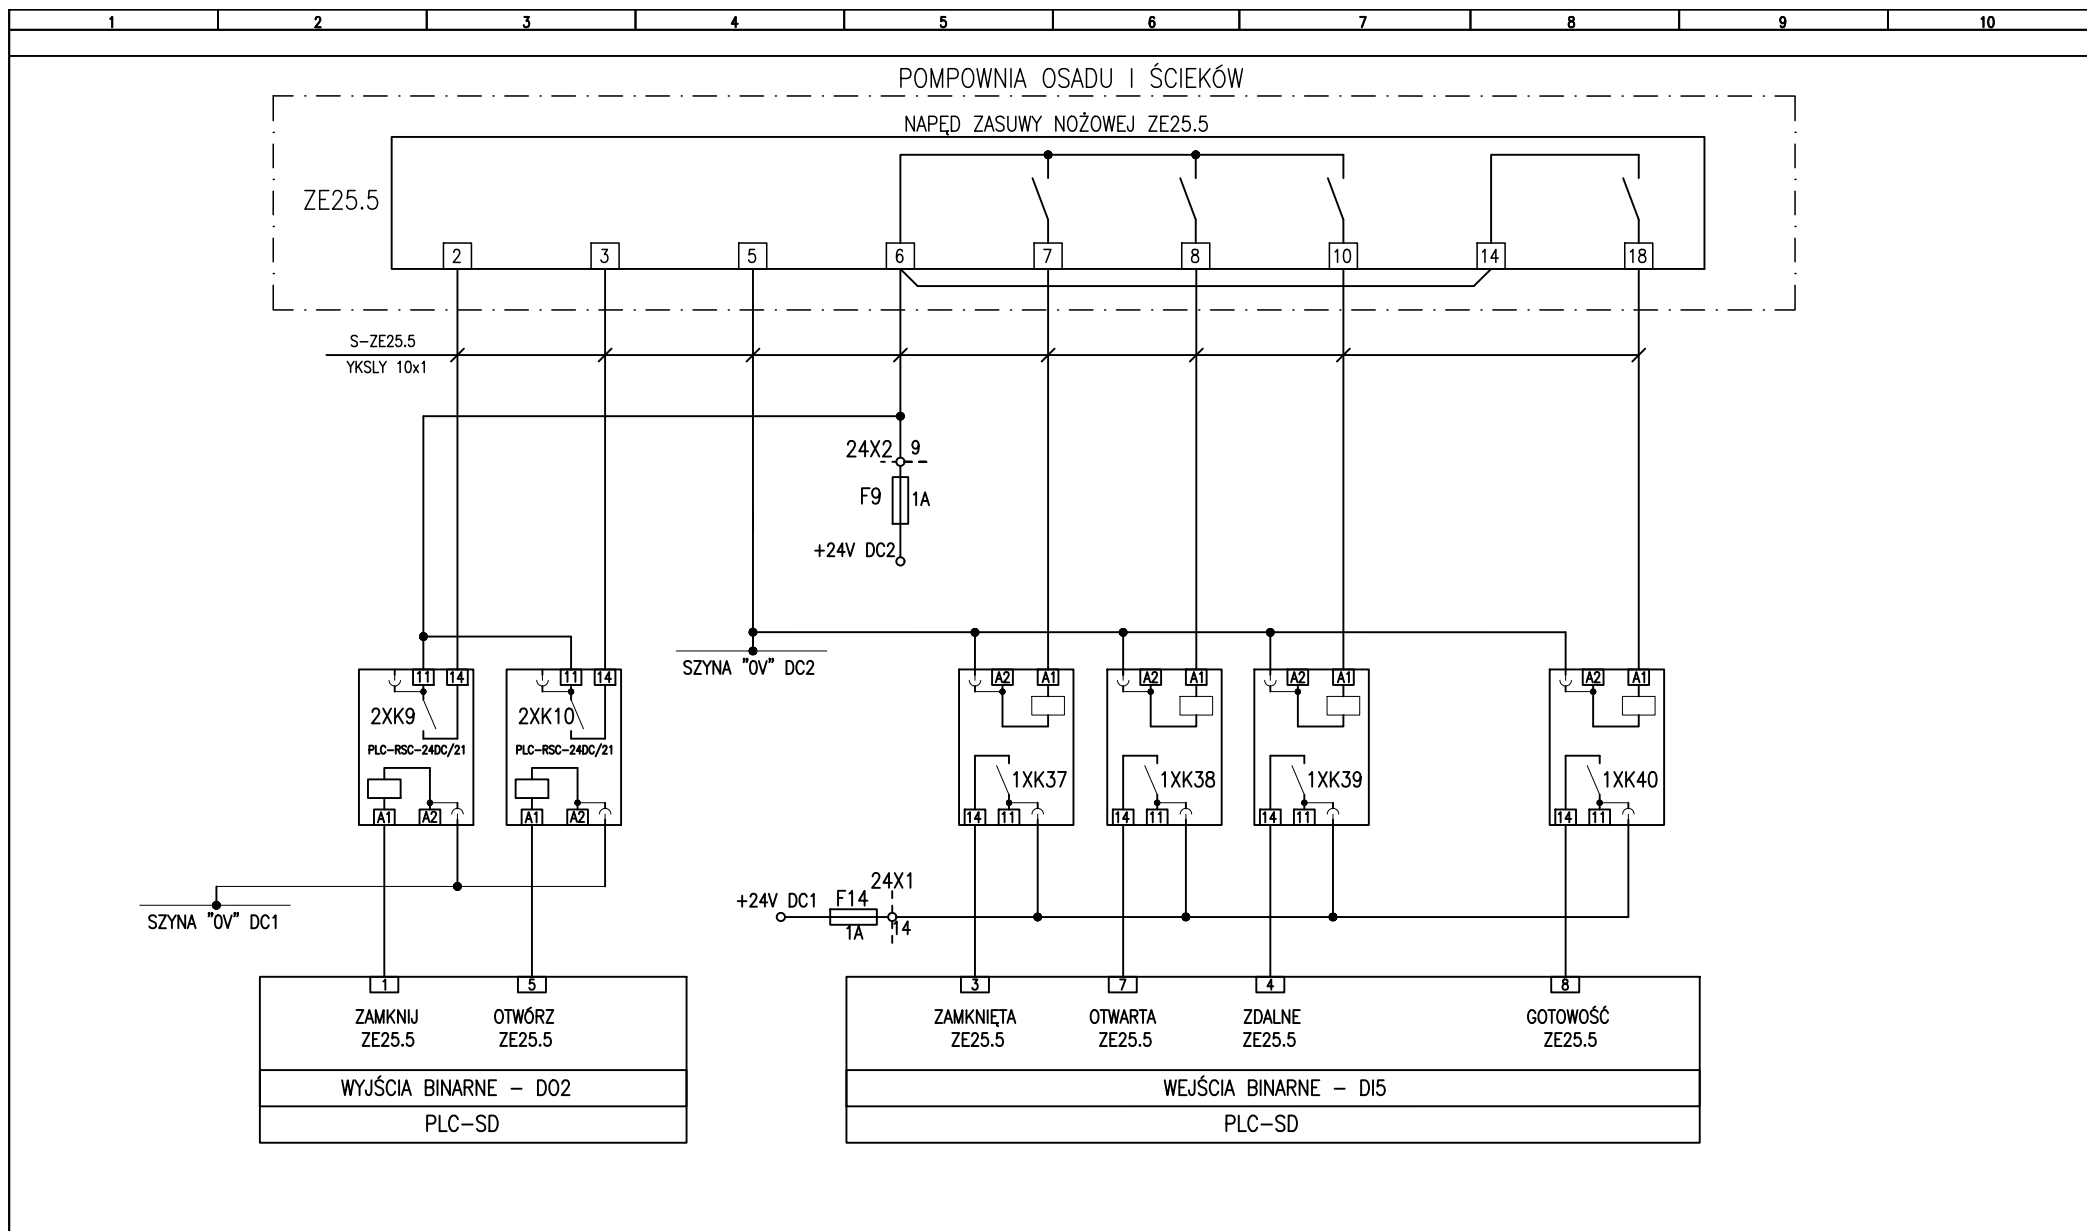 1 2 3 4 5 6 7 8 9 10
POMPOWNIA OSADU I ŚCIEKÓW
NAPĘD ZASUWY NOŻOWEJ ZE25.5
ZE25.5
2 3 5 6 7 8 10 14 18
S-ZE25.5
YKSLY 10x1
24X2 9
F9 1A
+24V DC2
SZYNA "0V" DC2
11 14 11 14 A2 A1 A2 A1 A2 A1 A2 A1
2XK9 2XK10
PLC-RSC-24DC/21 PLC-RSC-24DC/21
1XK37 1XK38 1XK39 1XK40
A1 A2 A1 A2 14 11 14 11 14 11 14 11
24X1
+24V DC1 F14
1A 14
SZYNA "0V" DC1
1 5 3 7 4 8
ZAMKNIJ OTWÓRZ ZAMKNIĘTA OTWARTA ZDALNE GOTOWOŚĆ
ZE25.5 ZE25.5 ZE25.5 ZE25.5 ZE25.5 ZE25.5
WYJŚCIA BINARNE - DO2 WEJŚCIA BINARNE - DI5
PLC-SD PLC-SD